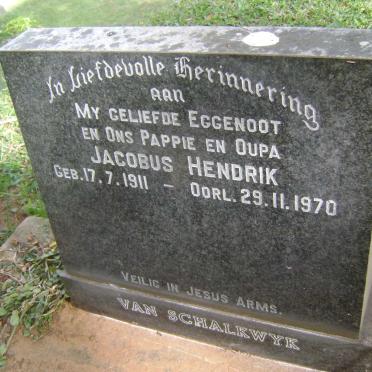 In Liefdevolle Herinnering
aan
My geliefde Eggenoot
en Ons Pappie en Oupa
Jacobus Hendrik
Geb. 17.7.1911 – Oorl. 29.11.1970
Veilig in Jesus Arms.
van Schalkwyk